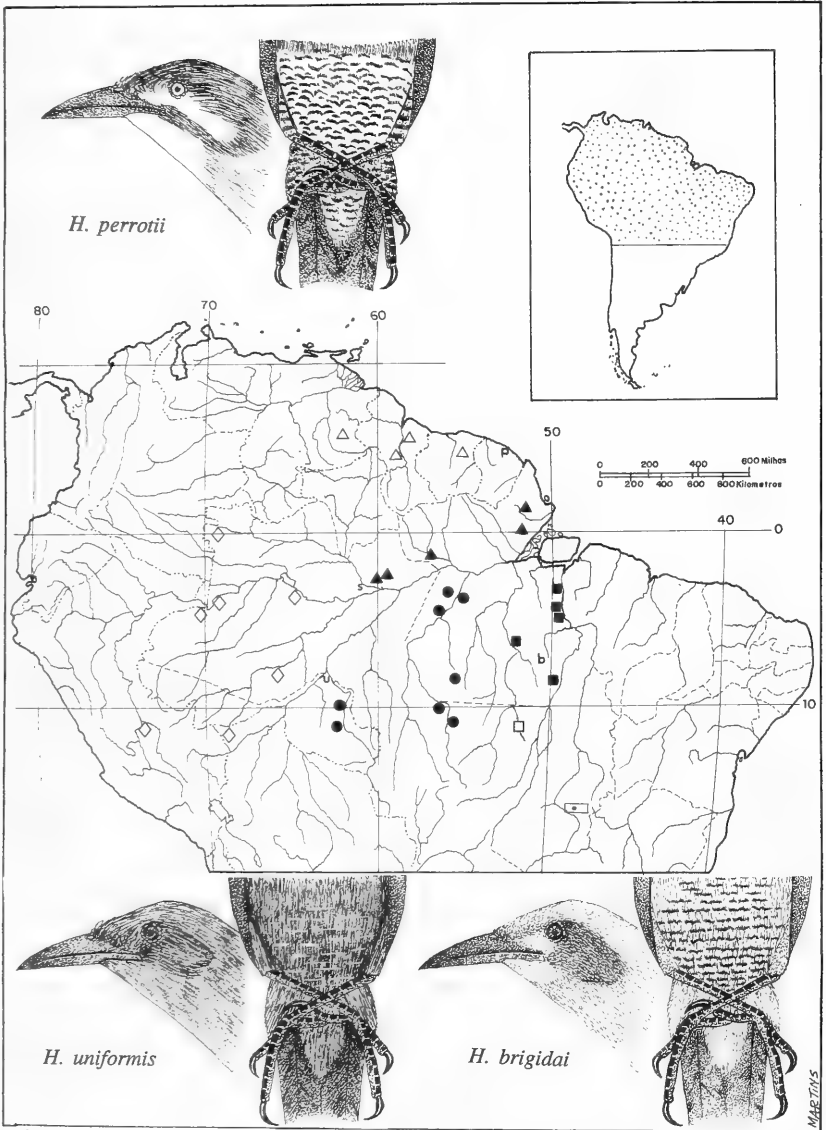 H. perrotii
80
70
60
50
P
0 200 400 600 Milhas
0 200 400 600 800 Kilometros
40
0
s
b
u
10
H. uniformis
H. brigidai
MARTINS